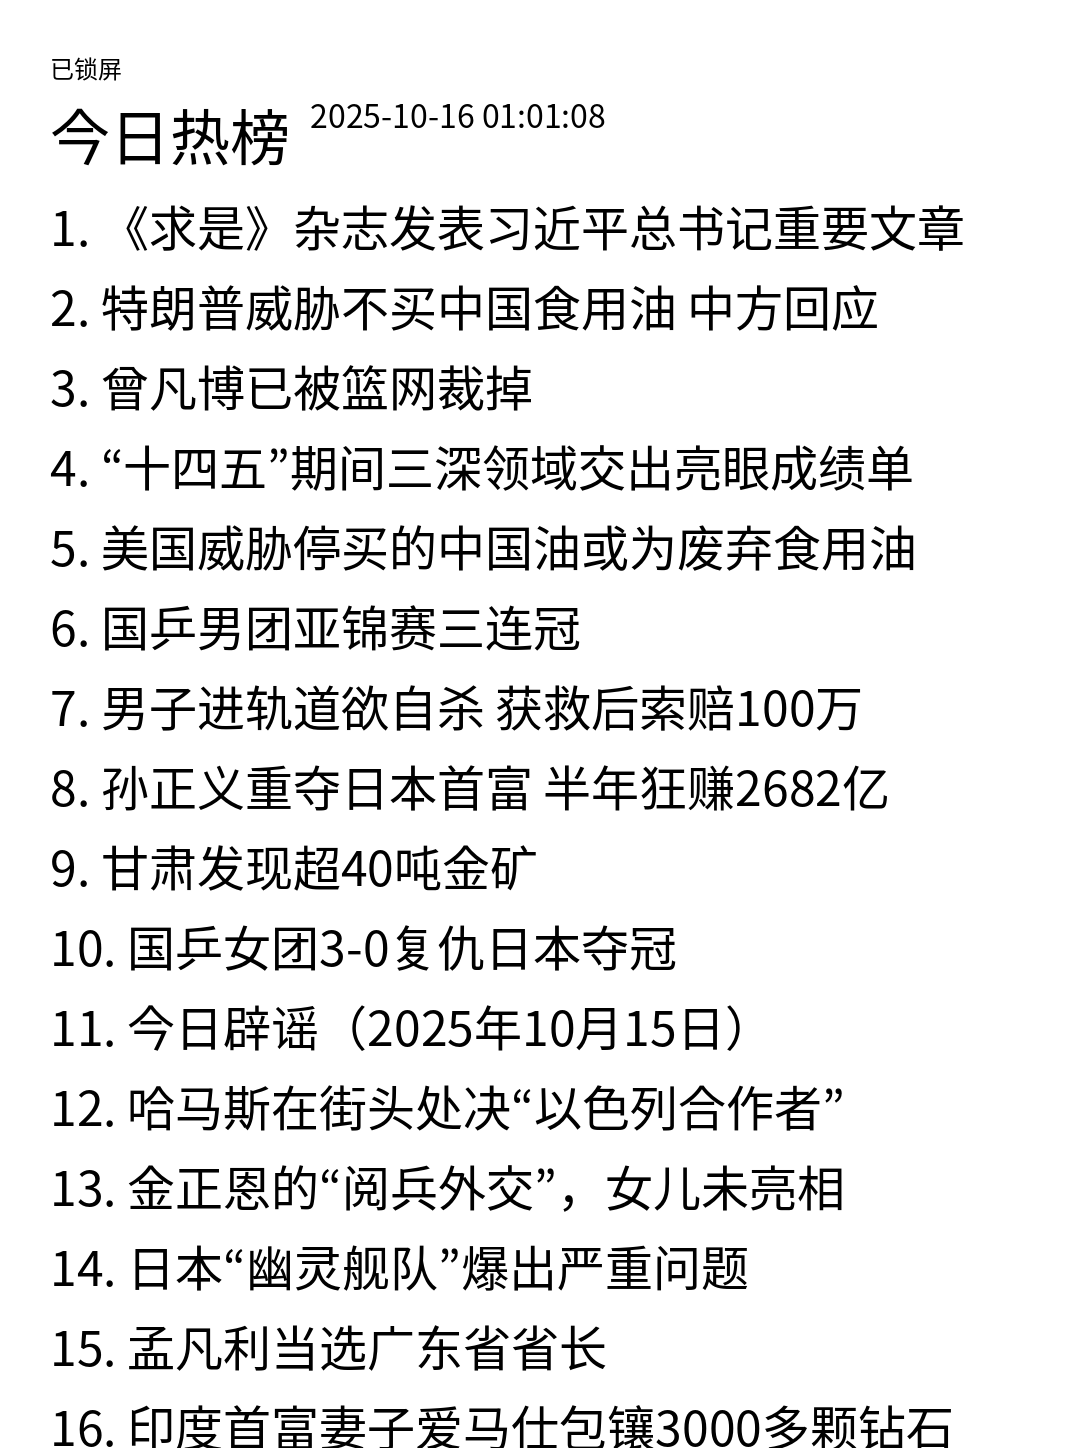 已锁屏
今日热榜 2025-10-16 01:01:08
1. 《求是》杂志发表习近平总书记重要文章
2. 特朗普威胁不买中国食用油 中方回应
3. 曾凡博已被篮网裁掉
4. “十四五”期间三深领域交出亮眼成绩单
5. 美国威胁停买的中国油或为废弃食用油
6. 国乒男团亚锦赛三连冠
7. 男子进轨道欲自杀 获救后索赔100万
8. 孙正义重夺日本首富 半年狂赚2682亿
9. 甘肃发现超40吨金矿
10. 国乒女团3-0复仇日本夺冠
11. 今日辟谣（2025年10月15日）
12. 哈马斯在街头处决“以色列合作者”
13. 金正恩的“阅兵外交”，女儿未亮相
14. 日本“幽灵舰队”爆出严重问题
15. 孟凡利当选广东省省长
16. 印度首富妻子爱马仕包镶3000多颗钻石